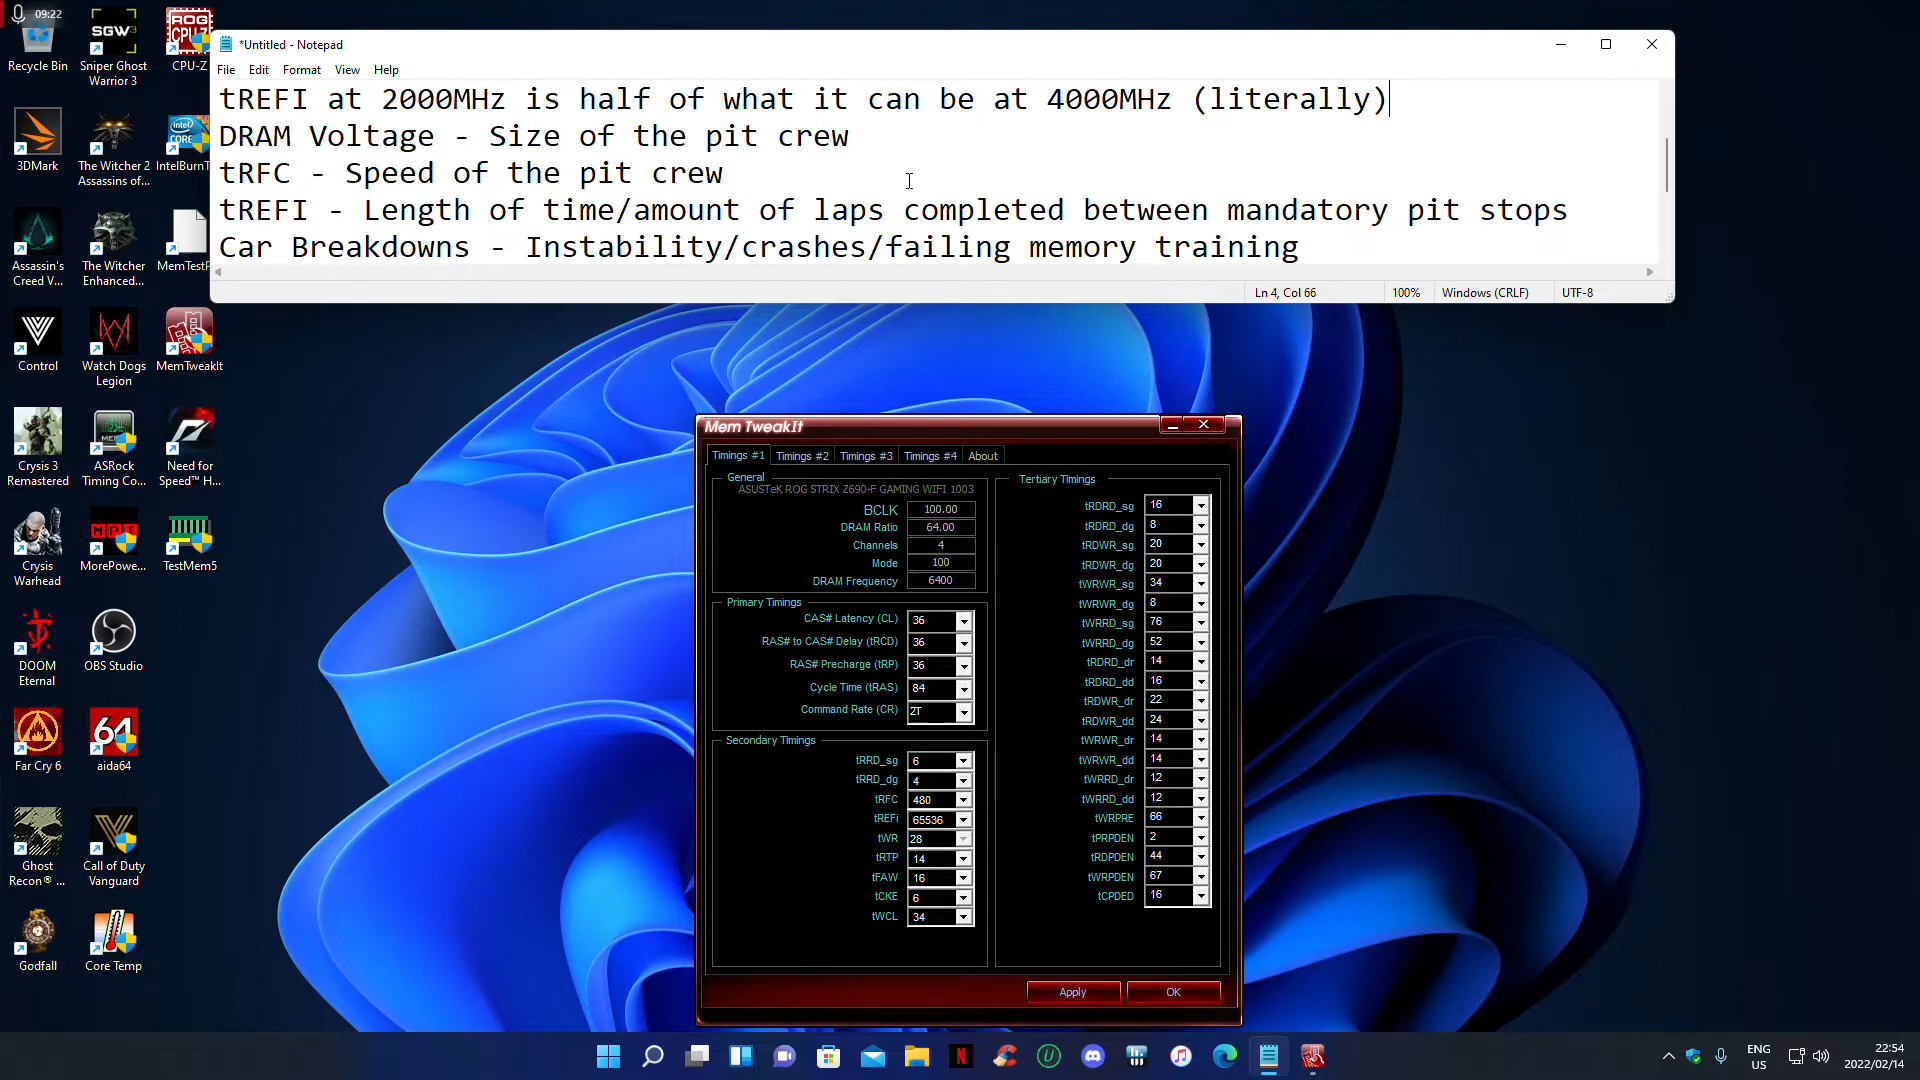 09:22
Recycle Bin
SGW3
Sniper Ghost
Warrior 3
ROG
CPU-Z
CPU-Z
*Untitled - Notepad
File Edit Format View Help
tREFI at 2000MHz is half of what it can be at 4000MHz (literally)
DRAM Voltage - Size of the pit crew
tRFC - Speed of the pit crew
tREFI - Length of time/amount of laps completed between mandatory pit stops
Car Breakdowns - Instability/crashes/failing memory training
Ln 4, Col 66
100%
Windows (CRLF)
UTF-8
3DMark
The Witcher 2
Assassins of...
intel
CORE
IntelBurnT
Assassin's
Creed V...
The Witcher
Enhanced...
MemTestP
Control
Watch Dogs
Legion
MemTweakIt
Crysis 3
Remastered
ASRock
Timing Co...
Need for
Speed™ H...
Crysis
Warhead
MPT
MorePowe...
TestMem5
DOOM
Eternal
OBS Studio
Far Cry 6
64
aida64
Ghost
Recon® ...
Call of Duty
Vanguard
Godfall
Core Temp
Mem TweakIt
Timings #1 Timings #2 Timings #3 Timings #4 About
General
ASUSTeK ROG STRIX Z690-F GAMING WIFI 1003
BCLK 100.00
DRAM Ratio 64.00
Channels 4
Mode 100
DRAM Frequency 6400
Primary Timings
CAS# Latency (CL) 36
RAS# to CAS# Delay (tRCD) 36
RAS# Precharge (tRP) 36
Cycle Time (tRAS) 84
Command Rate (CR) 2T
Secondary Timings
tRRD_sg 6
tRRD_dg 4
tRFC 480
tREFi 65536
tWR 28
tRTP 14
tFAW 16
tCKE 6
tWCL 34
Tertiary Timings
tRDRD_sg 16
tRDRD_dg 8
tRDWR_sg 20
tRDWR_dg 20
tWRWR_sg 34
tWRWR_dg 8
tWRRD_sg 76
tWRRD_dg 52
tRDRD_dr 14
tRDRD_dd 16
tRDWR_dr 22
tRDWR_dd 24
tWRWR_dr 14
tWRWR_dd 14
tWRRD_dr 12
tWRRD_dd 12
tWRPRE 66
tPRPDEN 2
tRDPDEN 44
tWRPDEN 67
tCPDED 16
Apply
OK
ENG
US
22:54
2022/02/14